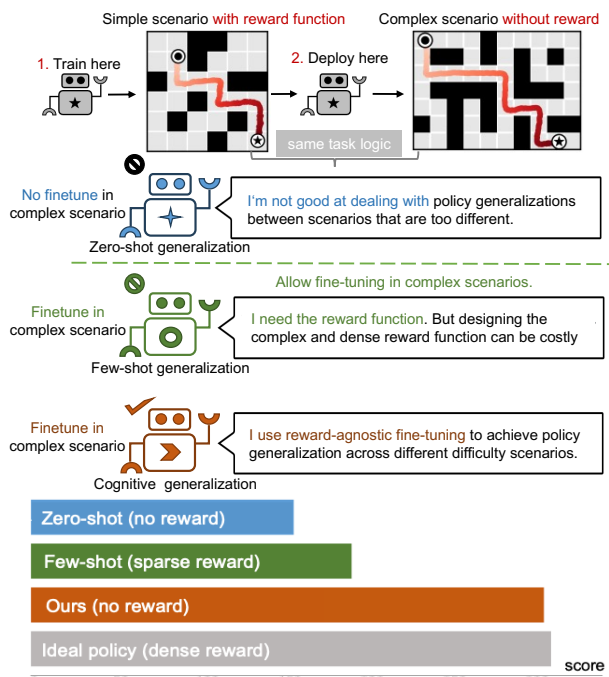 Simple scenario with reward function
Complex scenario without reward
1. Train here
2. Deploy here
same task logic
No finetune in
complex scenario
Zero-shot generalization
I'm not good at dealing with policy generalizations
between scenarios that are too different.
Allow fine-tuning in complex scenarios.
Finetune in
complex scenario
Few-shot generalization
I need the reward function. But designing the
complex and dense reward function can be costly
Finetune in
complex scenario
Cognitive generalization
I use reward-agnostic fine-tuning to achieve policy
generalization across different difficulty scenarios.
Zero-shot (no reward)
Few-shot (sparse reward)
Ours (no reward)
Ideal policy (dense reward)
score